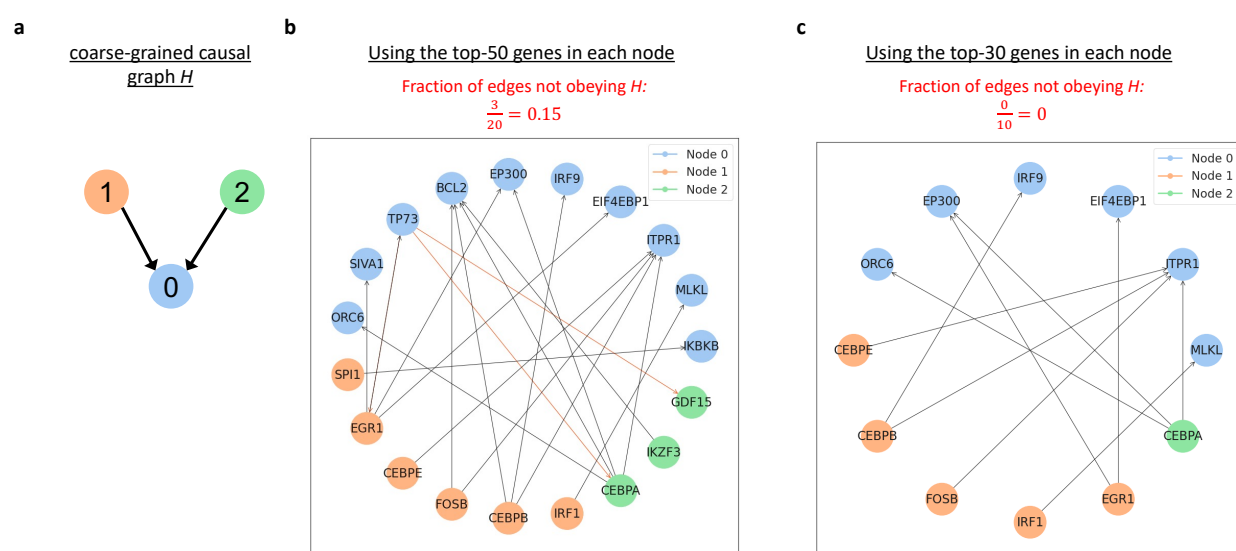 a
coarse-grained causal
graph H
1
2
0
b
Using the top-50 genes in each node
Fraction of edges not obeying H:
3/20 = 0.15
Node 0
Node 1
Node 2
EP300
IRF9
BCL2
EIF4EBP1
TP73
ITPR1
SIVA1
MLKL
ORC6
IKBKB
SPI1
GDF15
EGR1
IKZF3
CEBPE
CEBPA
FOSB
CEBPB
IRF1
c
Using the top-30 genes in each node
Fraction of edges not obeying H:
0/10 = 0
Node 0
Node 1
Node 2
IRF9
EP300
EIF4EBP1
ORC6
ITPR1
CEBPE
MLKL
CEBPB
CEBPA
FOSB
EGR1
IRF1